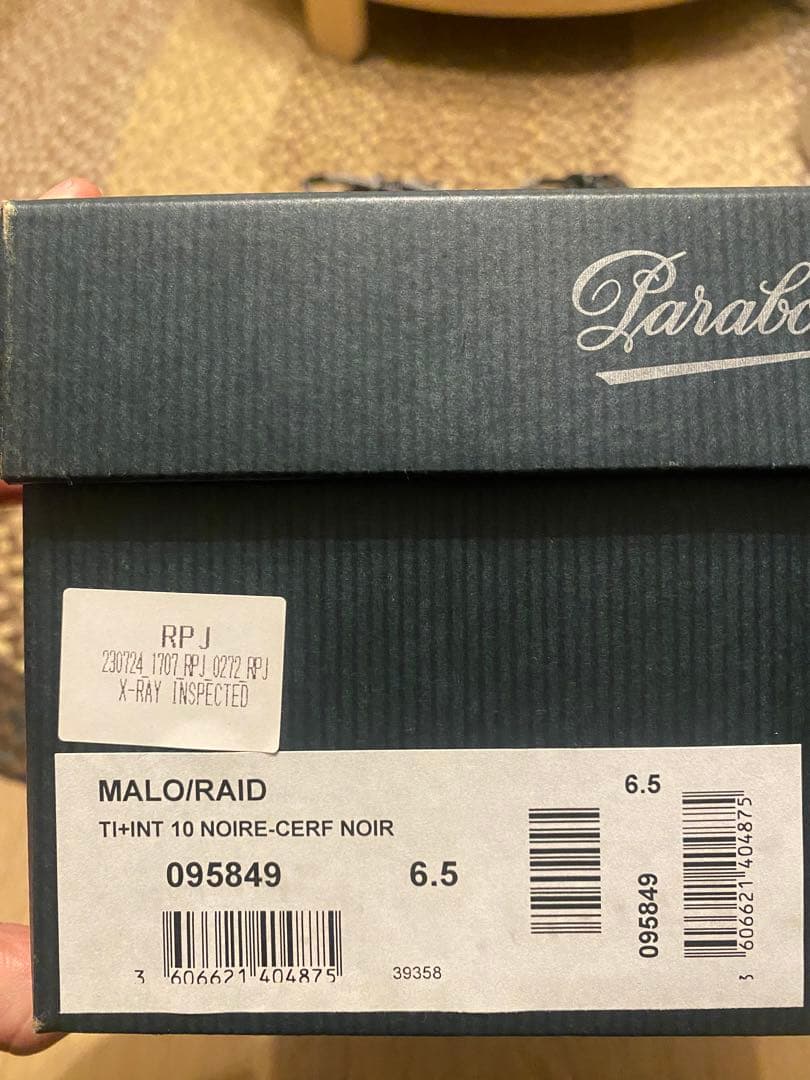 Parabo
RPJ
230724_1707_RPJ_0272_RPJ
X-RAY INSPECTED
MALO/RAID
TI+INT 10 NOIRE-CERF NOIR
095849
6.5
3 606621 404875
39358
6.5
095849
3 606621 404875